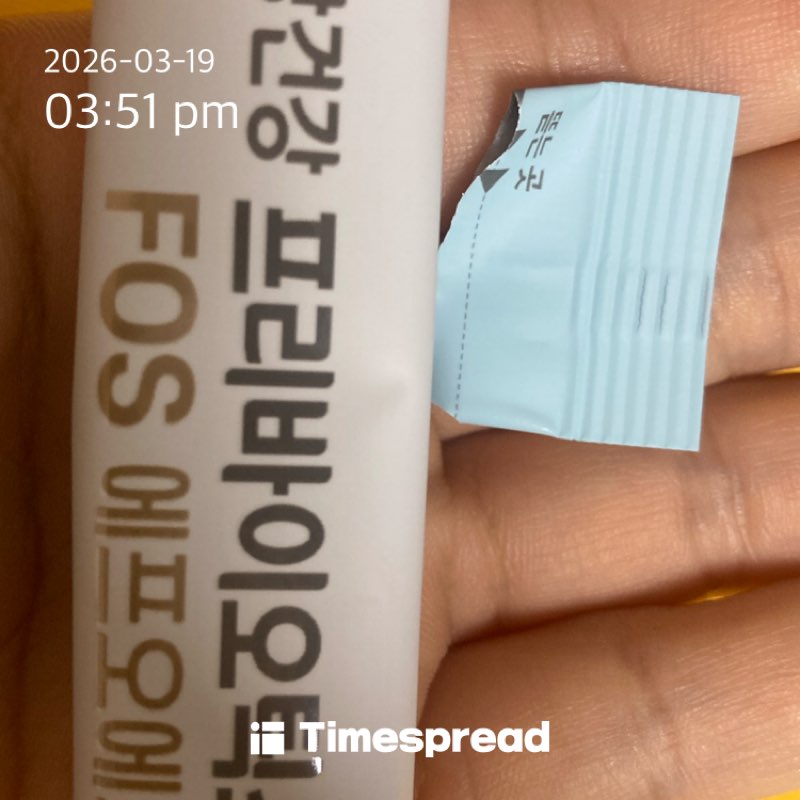 2026-03-19
03:51 pm
건강 프리바이오틱
FOS 에프오에
뜯는 곳
Timespread